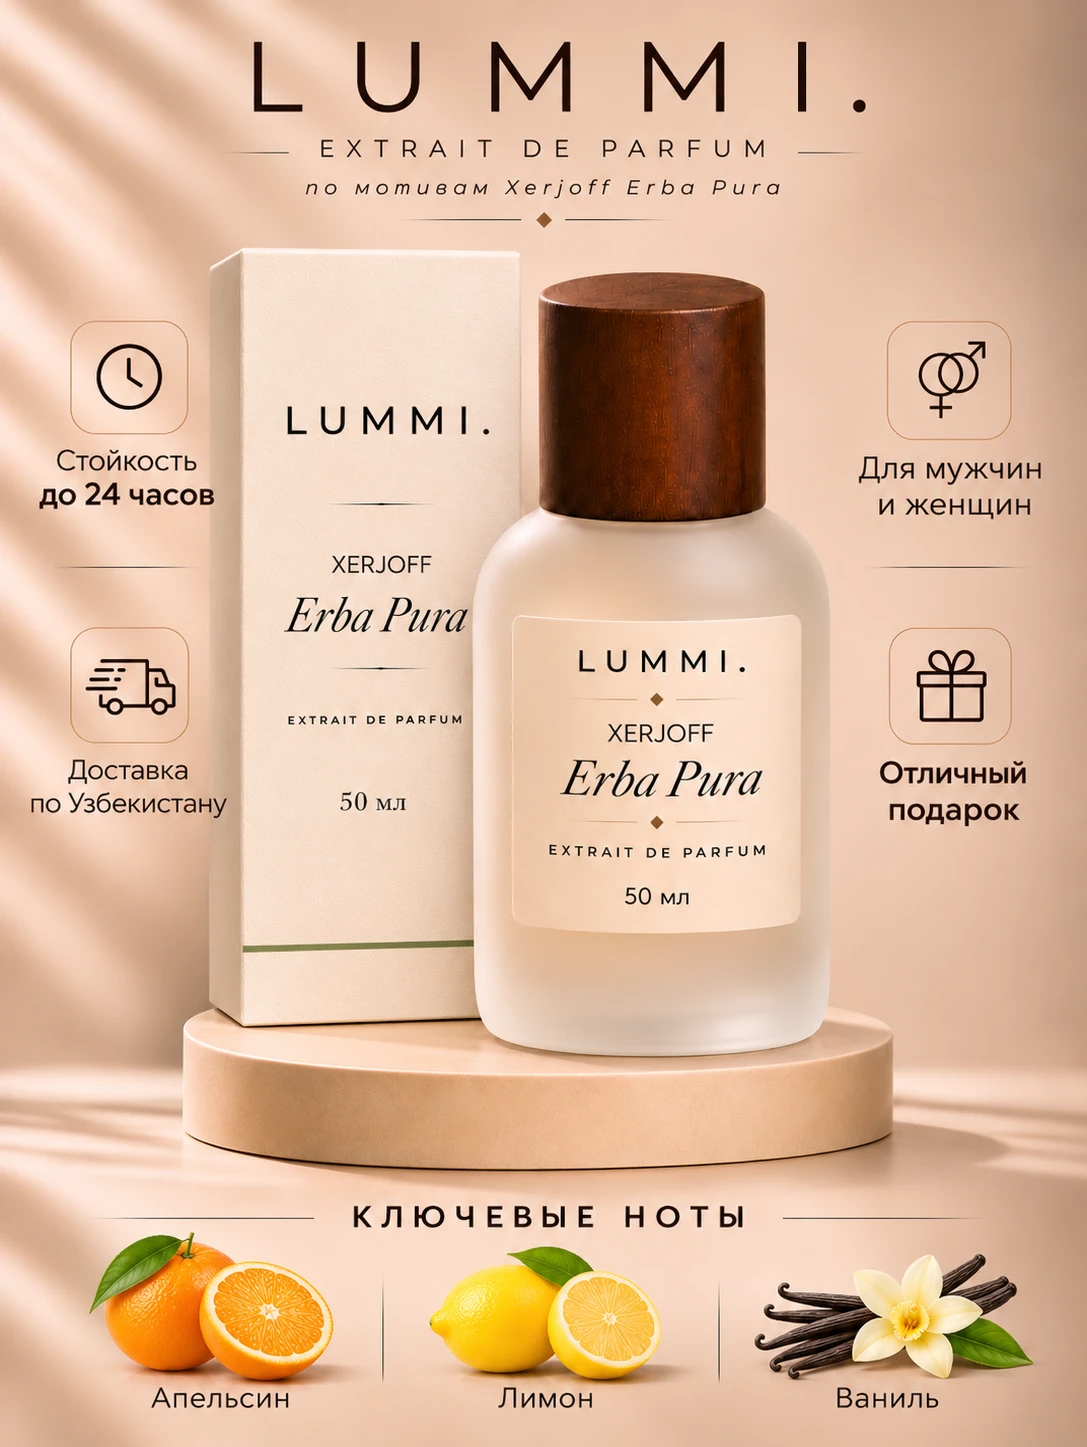 LUMMI.
EXTRAIT DE PARFUM
по мотивам Xerjoff Erba Pura
Стойкость
до 24 часов
Доставка
по Узбекистану
LUMMI.
XERJOFF
Erba Pura
EXTRAIT DE PARFUM
50 мл
LUMMI.
XERJOFF
Erba Pura
EXTRAIT DE PARFUM
50 мл
Для мужчин
и женщин
Отличный
подарок
КЛЮЧЕВЫЕ НОТЫ
Апельсин
Лимон
Ваниль